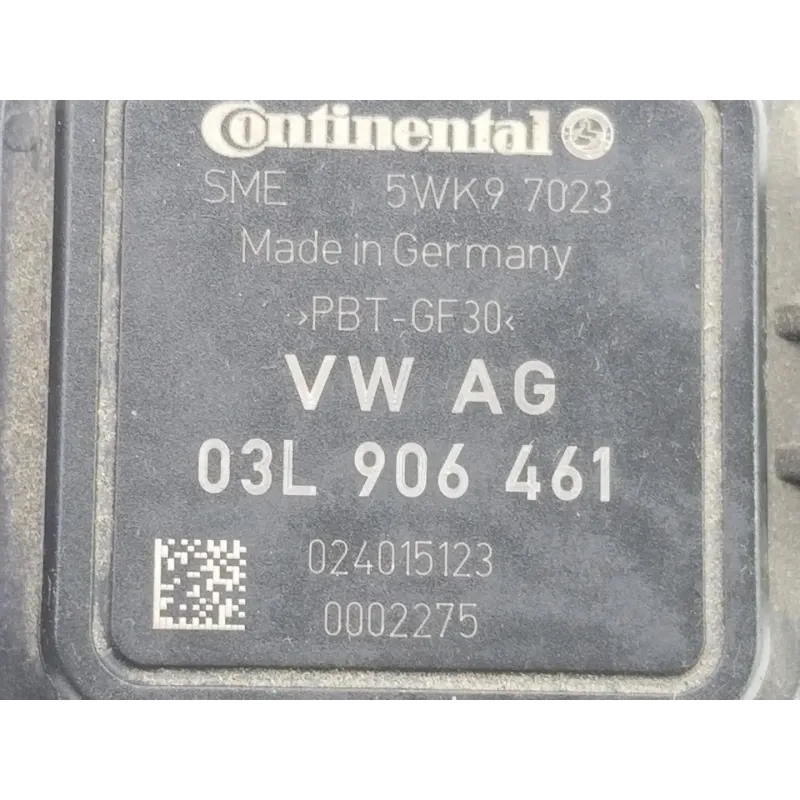 Continental
SME 5WK9 7023
Made in Germany
>PBT-GF30<
VW AG
03L 906 461
024015123
0002275